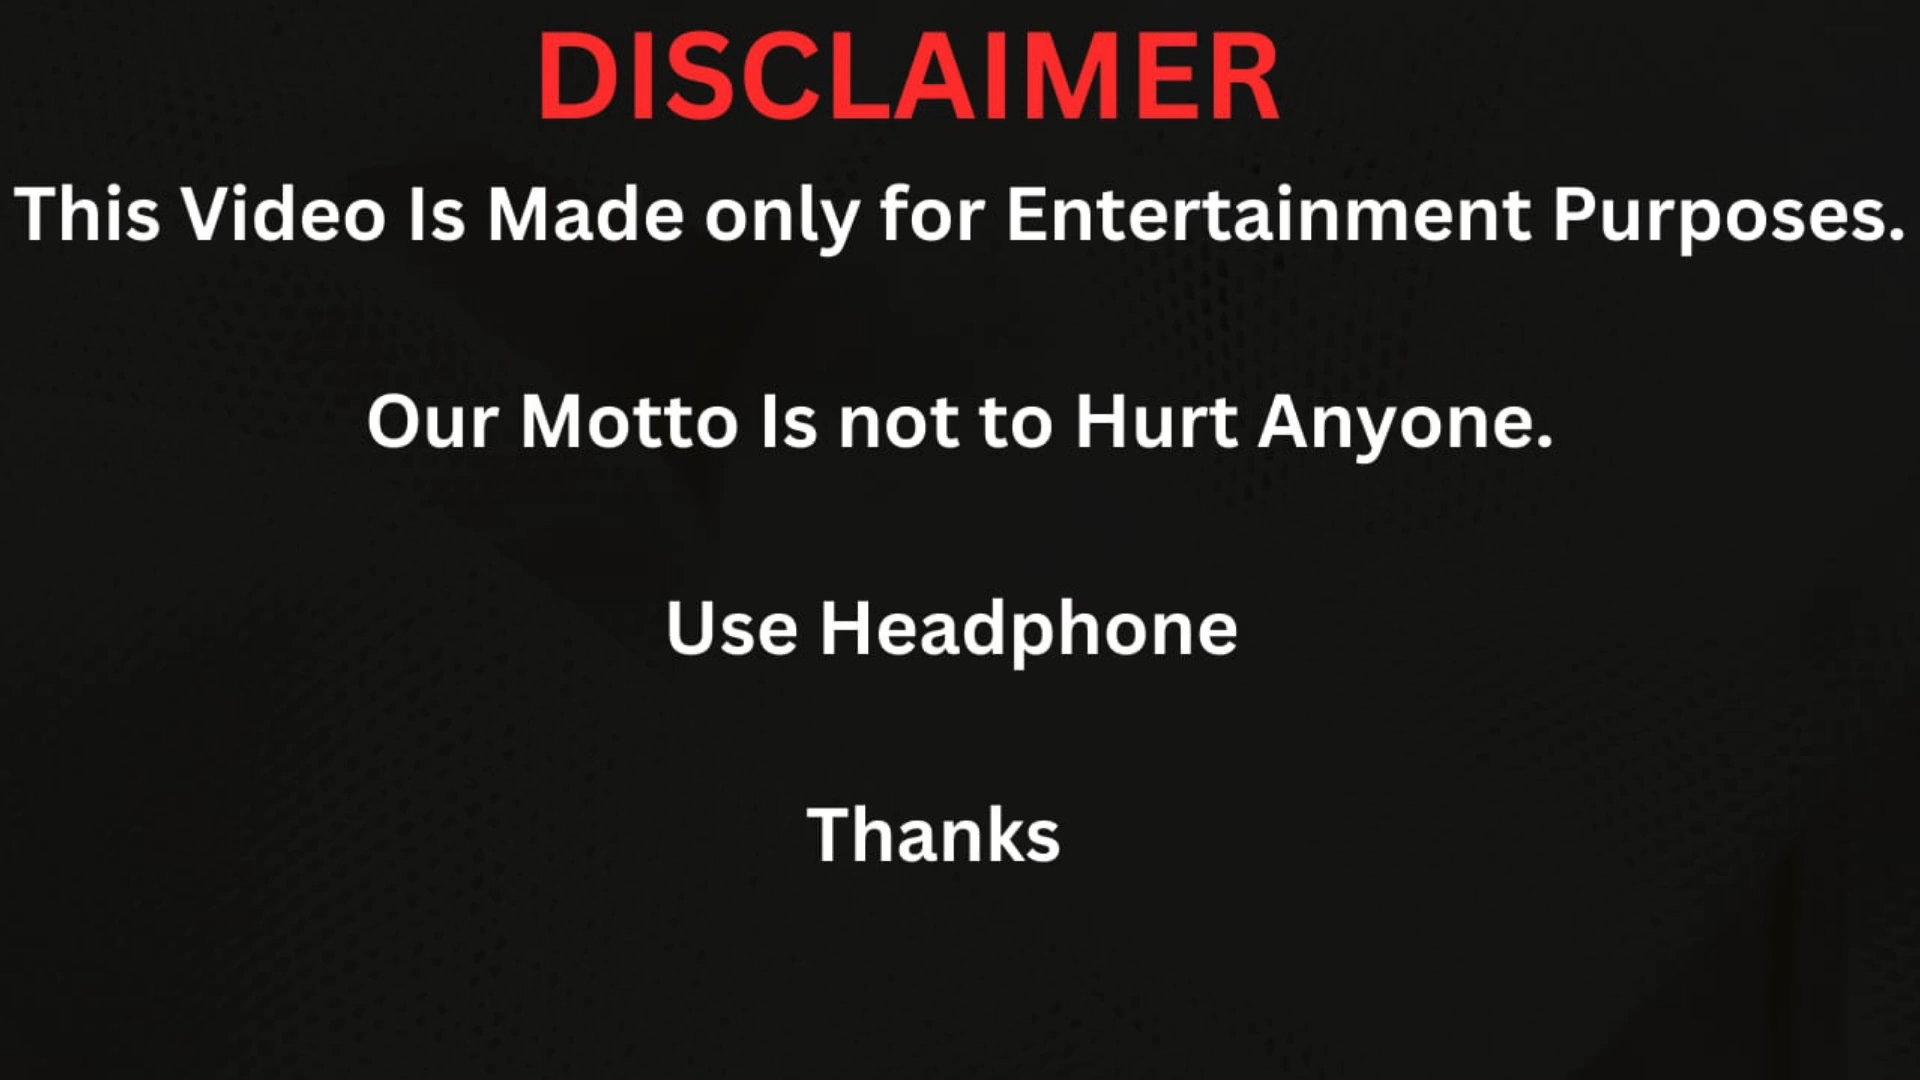 DISCLAIMER
This Video Is Made only for Entertainment Purposes.
Our Motto Is not to Hurt Anyone.
Use Headphone
Thanks